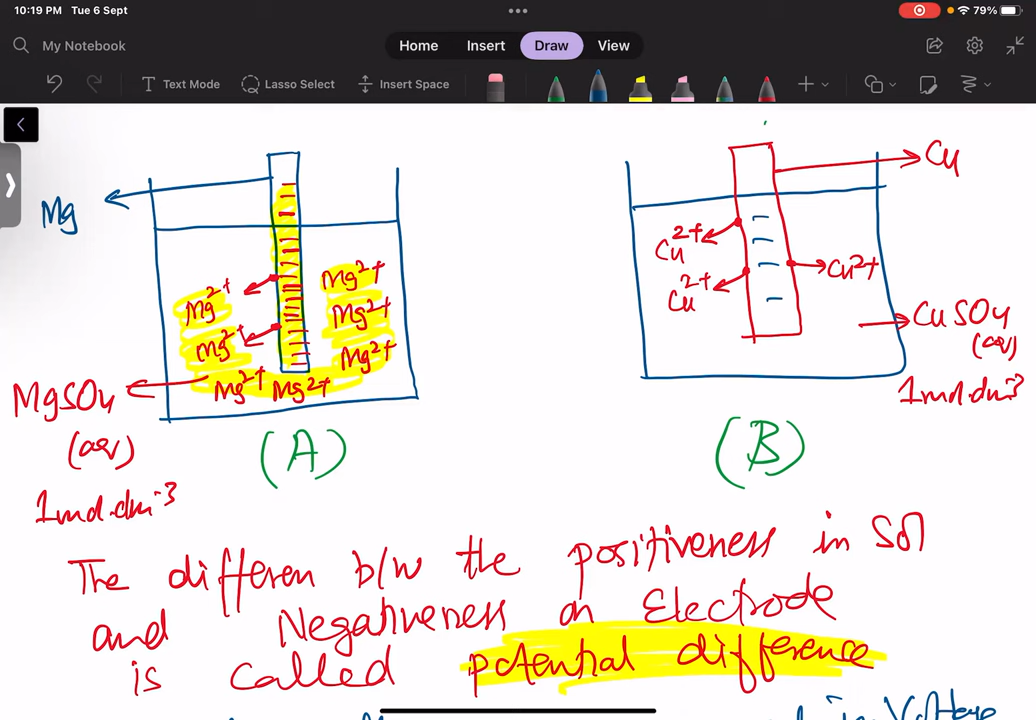 10:19 PM Tue 6 Sept
79%
My Notebook
Home Insert Draw View
Text Mode Lasso Select Insert Space
Mg
Mg2+ Mg2+
Mg2+
Mg2+ Mg2+
Mg2+ Mg2+
MgSO4
(aq)
1mol.dm-3
(A)
Cu
Cu2+
Cu2+
Cu2+
CuSO4
(aq)
1mol.dm-3
(B)
The differen b/w the positiveness in Sol
and Negativeness on Electrode
is called potential difference
in Voltage